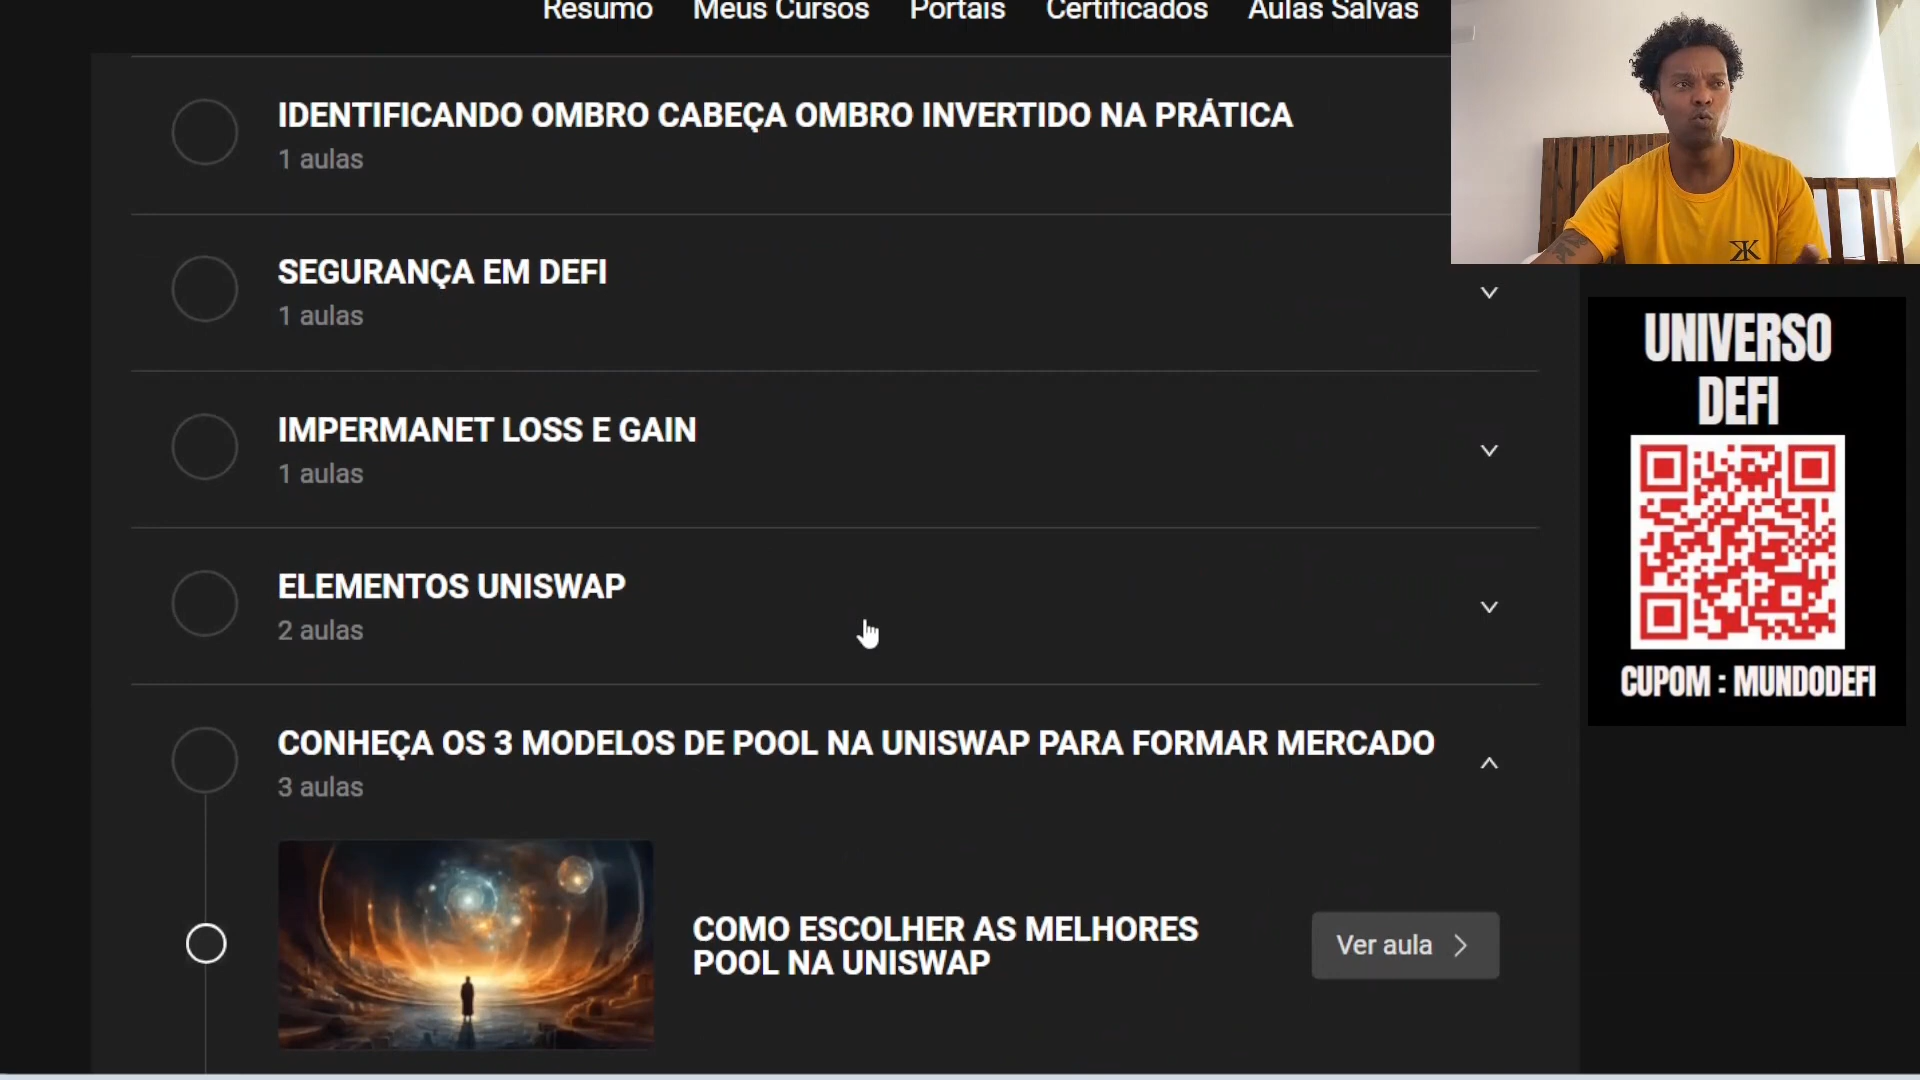 Resumo Meus Cursos Portais Certificados Aulas Salvas
IDENTIFICANDO OMBRO CABEÇA OMBRO INVERTIDO NA PRÁTICA
1 aulas
SEGURANÇA EM DEFI
1 aulas
IMPERMANET LOSS E GAIN
1 aulas
ELEMENTOS UNISWAP
2 aulas
CONHEÇA OS 3 MODELOS DE POOL NA UNISWAP PARA FORMAR MERCADO
3 aulas
COMO ESCOLHER AS MELHORES
POOL NA UNISWAP
Ver aula
UNIVERSO
DEFI
CUPOM : MUNDODEFI